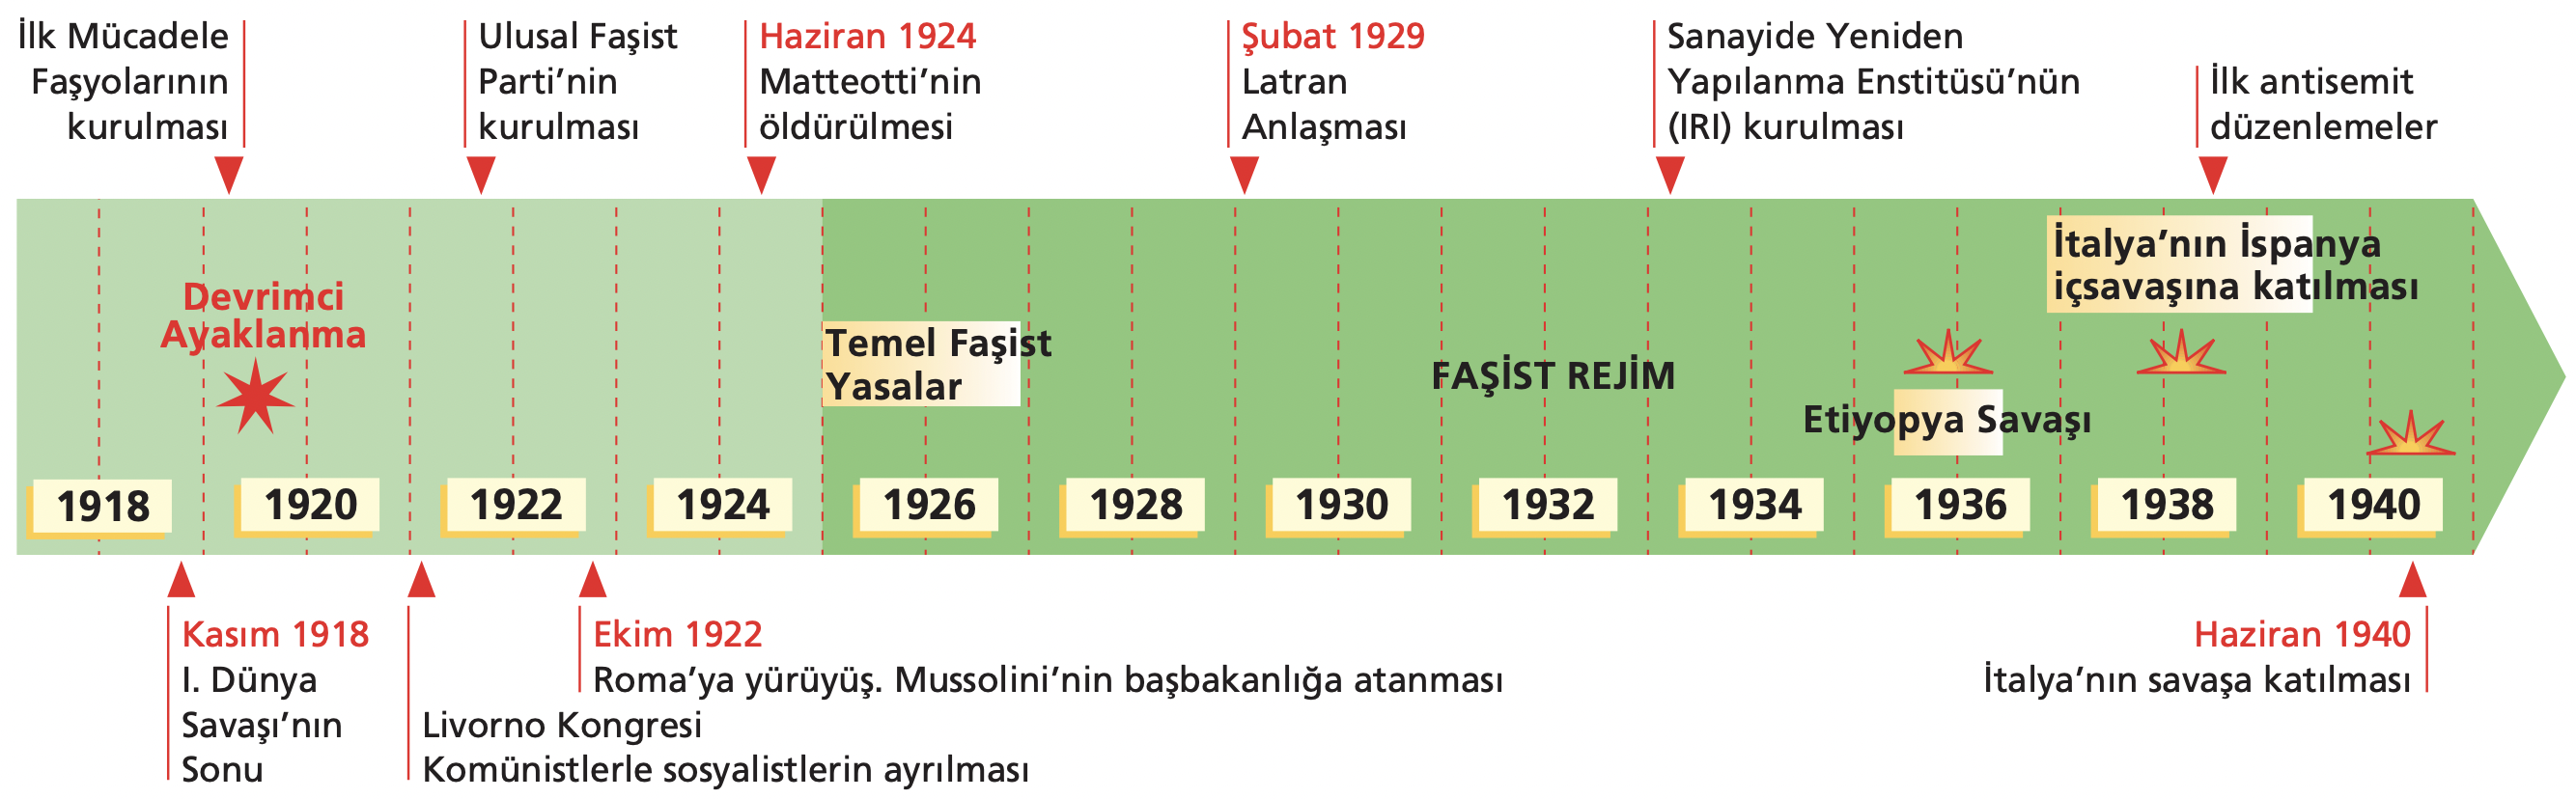 İlk Mücadele
Faşyolarının
kurulması
Ulusal Faşist
Parti’nin
kurulması
Haziran 1924
Matteotti’nin
öldürülmesi
Şubat 1929
Latran
Anlaşması
Sanayide Yeniden
Yapılanma Enstitüsü’nün
(IRI) kurulması
İlk antisemit
düzenlemeler
Devrimci
Ayaklanma
Temel Faşist
Yasalar
FAŞİST REJİM
İtalya’nın İspanya
içsavaşına katılması
Etiyopya Savaşı
1918
1920
1922
1924
1926
1928
1930
1932
1934
1936
1938
1940
Kasım 1918
I. Dünya
Savaşı’nın
Sonu
Livorno Kongresi
Komünistlerle sosyalistlerin ayrılması
Ekim 1922
Roma’ya yürüyüş. Mussolini’nin başbakanlığa atanması
Haziran 1940
İtalya’nın savaşa katılması